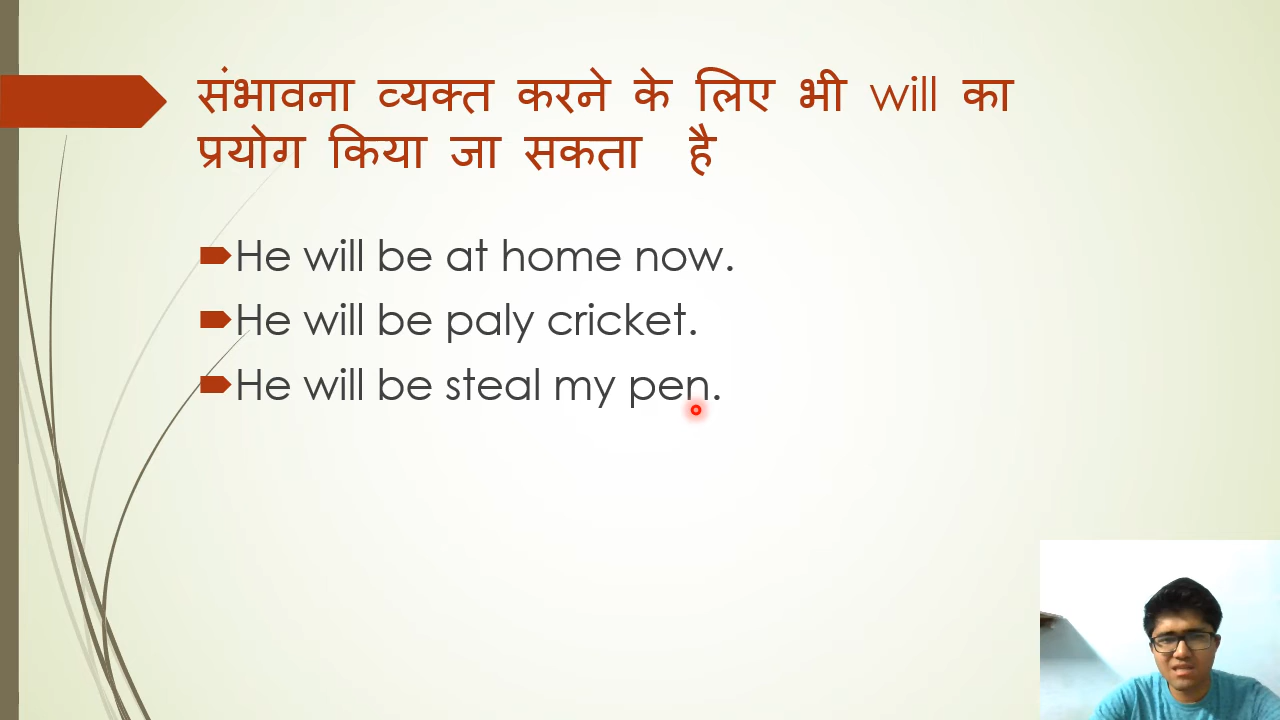 संभावना व्यक्त करने के लिए भी will का
प्रयोग किया जा सकता है
He will be at home now.
He will be paly cricket.
He will be steal my pen.